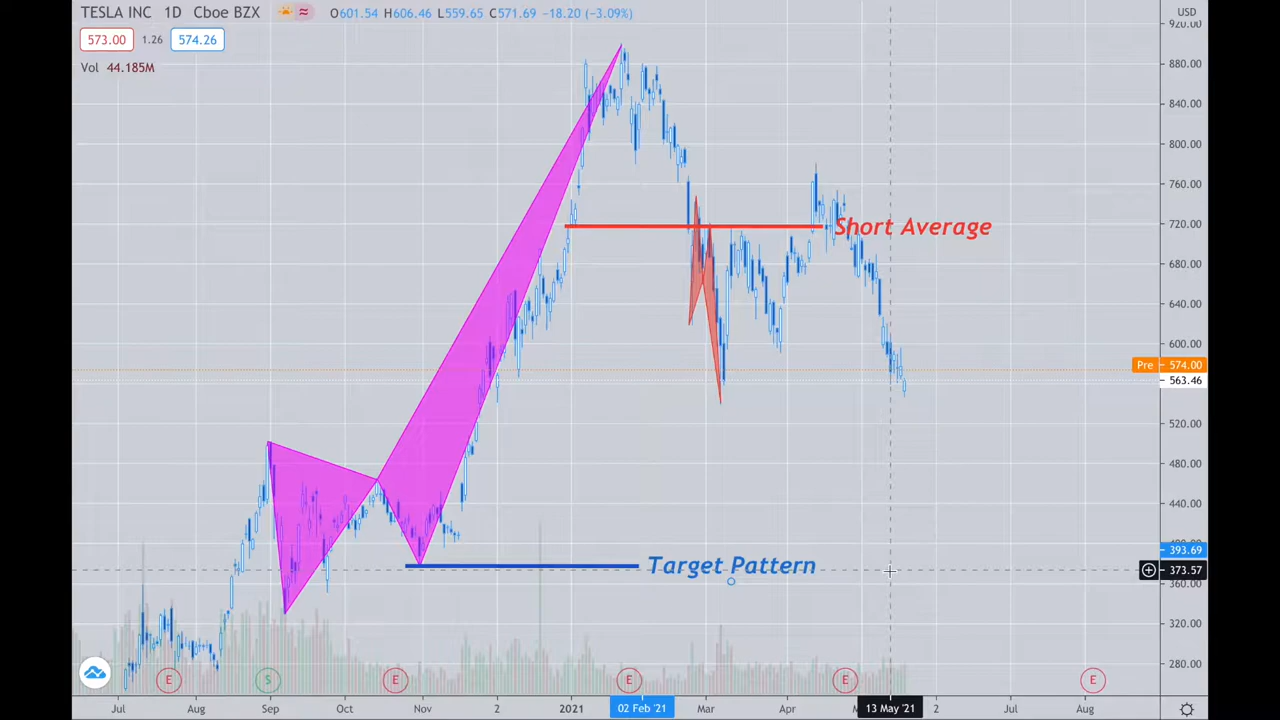 TESLA INC 1D Cboe BZX O601.54 H606.46 L559.65 C571.69 −18.20 (−3.09%)
573.00 1.26 574.26
Vol 44.185M
USD
920.00
880.00
840.00
800.00
760.00
720.00
680.00
640.00
600.00
Pre 574.00
563.46
520.00
480.00
440.00
400.00
393.69
373.57
360.00
320.00
280.00
Short Average
Target Pattern
E S E E E E
Jul Aug Sep Oct Nov 2 2021 02 Feb '21 Mar Apr 13 May '21 2 Jul Aug